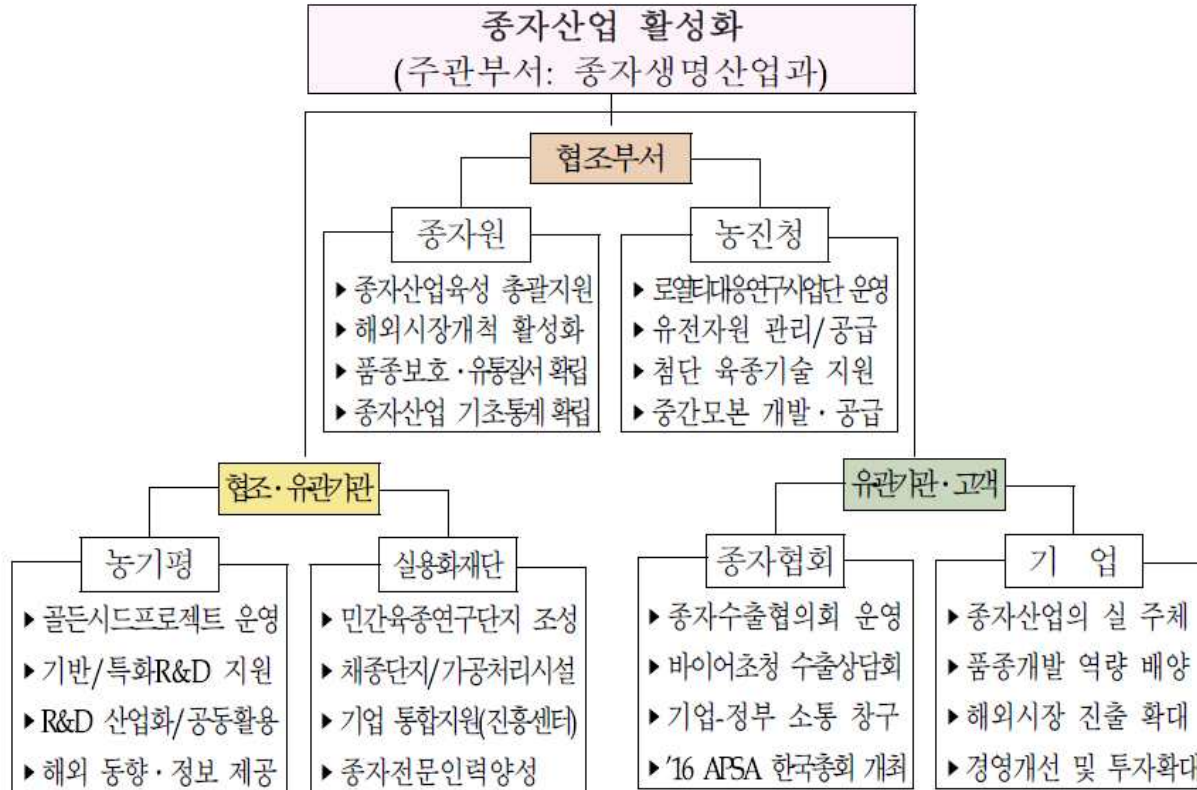 종자산업 활성화
(주관부서: 종자생명산업과)
협조부서
종자원
▶종자산업육성 총괄지원
▶해외시장개척 활성화
▶품종보호·유통질서 확립
▶종자산업 기초통계 확립
농진청
▶로열티대응연구사업단 운영
▶유전자원 관리/공급
▶첨단 육종기술 지원
▶중간모본 개발·공급
협조·유관기관
농기평
▶골든시드프로젝트 운영
▶기반/특화R&D 지원
▶R&D 산업화/공동활용
▶해외 동향·정보 제공
실용화재단
▶민간육종연구단지 조성
▶채종단지/가공처리시설
▶기업 통합지원(진흥센터)
▶종자전문인력양성
유관기관·고객
종자협회
▶종자수출협의회 운영
▶바이어초청 수출상담회
▶기업-정부 소통 창구
▶'16 APSA 한국총회 개최
기 업
▶종자산업의 실 주체
▶품종개발 역량 배양
▶해외시장 진출 확대
▶경영개선 및 투자확대